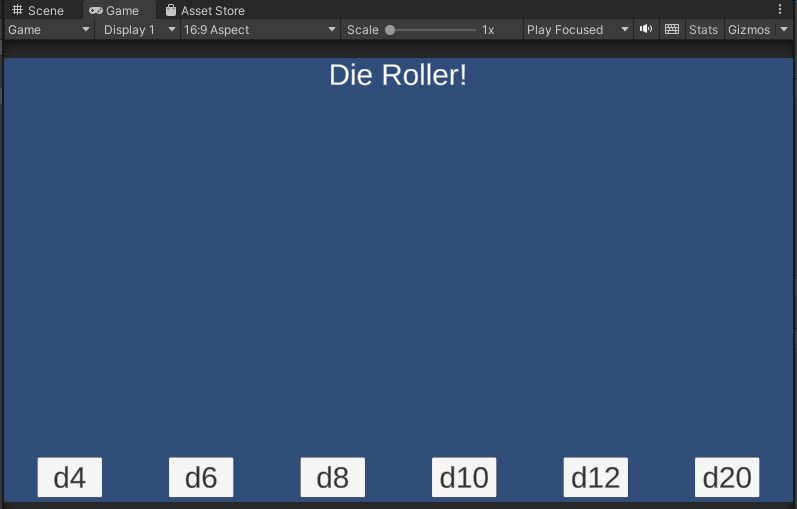 Scene Game Asset Store
Game Display 1 16:9 Aspect Scale 1x Play Focused Stats Gizmos
Die Roller!
d4 d6 d8 d10 d12 d20